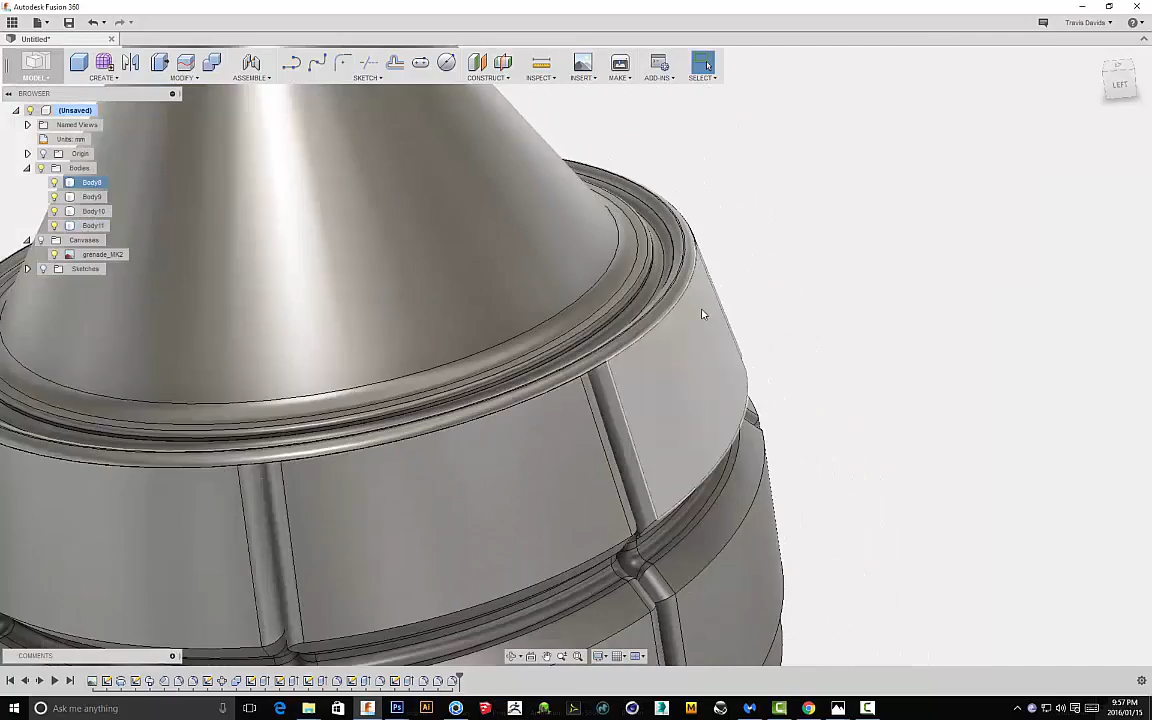 Autodesk Fusion 360
Travis Davids
Untitled*
MODEL
CREATE
MODIFY
ASSEMBLE
SKETCH
CONSTRUCT
INSPECT
INSERT
MAKE
ADD-INS
SELECT
BROWSER
LEFT
(Unsaved)
Named Views
Units: mm
Origin
Bodies
Body8
Body9
Body10
Body11
Canvases
grenade_MK2
Sketches
COMMENTS
Ask me anything
9:57 PM
2016/01/15